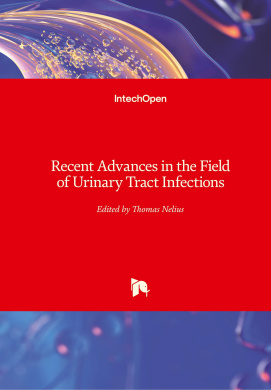 IntechOpen
Recent Advances in the Field
of Urinary Tract Infections
Edited by Thomas Nelius